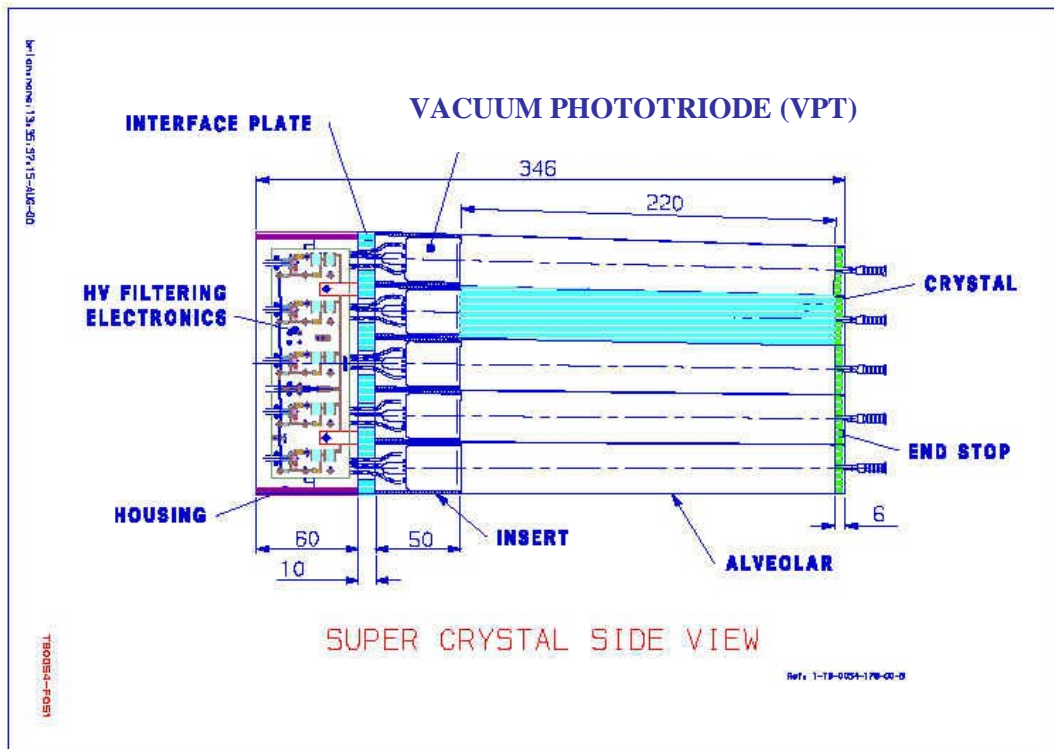 VACUUM PHOTOTRIODE (VPT)
INTERFACE PLATE
346
220
CRYSTAL
HV FILTERING
ELECTRONICS
END STOP
HOUSING
INSERT
60
50
6
10
ALVEOLAR
SUPER CRYSTAL SIDE VIEW